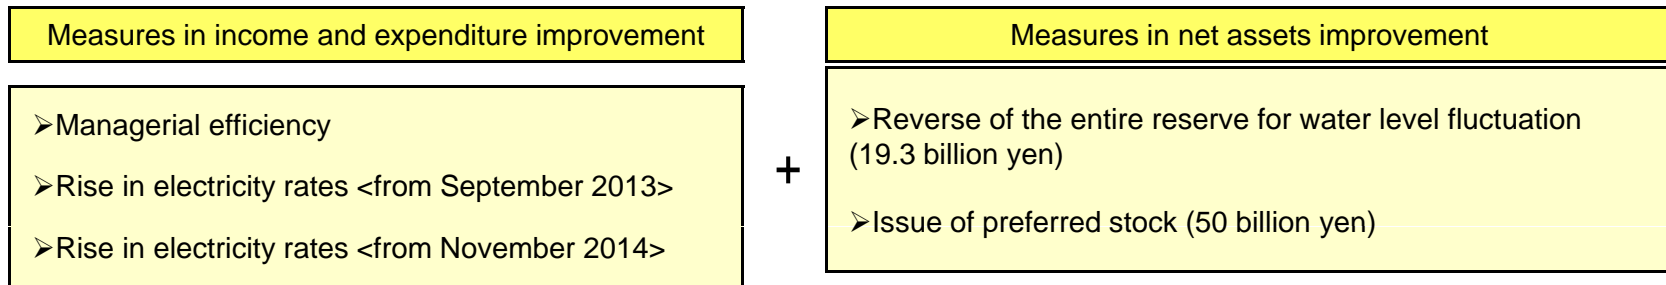 Measures in income and expenditure improvement
➢Managerial efficiency
➢Rise in electricity rates <from September 2013>
➢Rise in electricity rates <from November 2014>
+
Measures in net assets improvement
➢Reverse of the entire reserve for water level fluctuation
(19.3 billion yen)
➢Issue of preferred stock (50 billion yen)